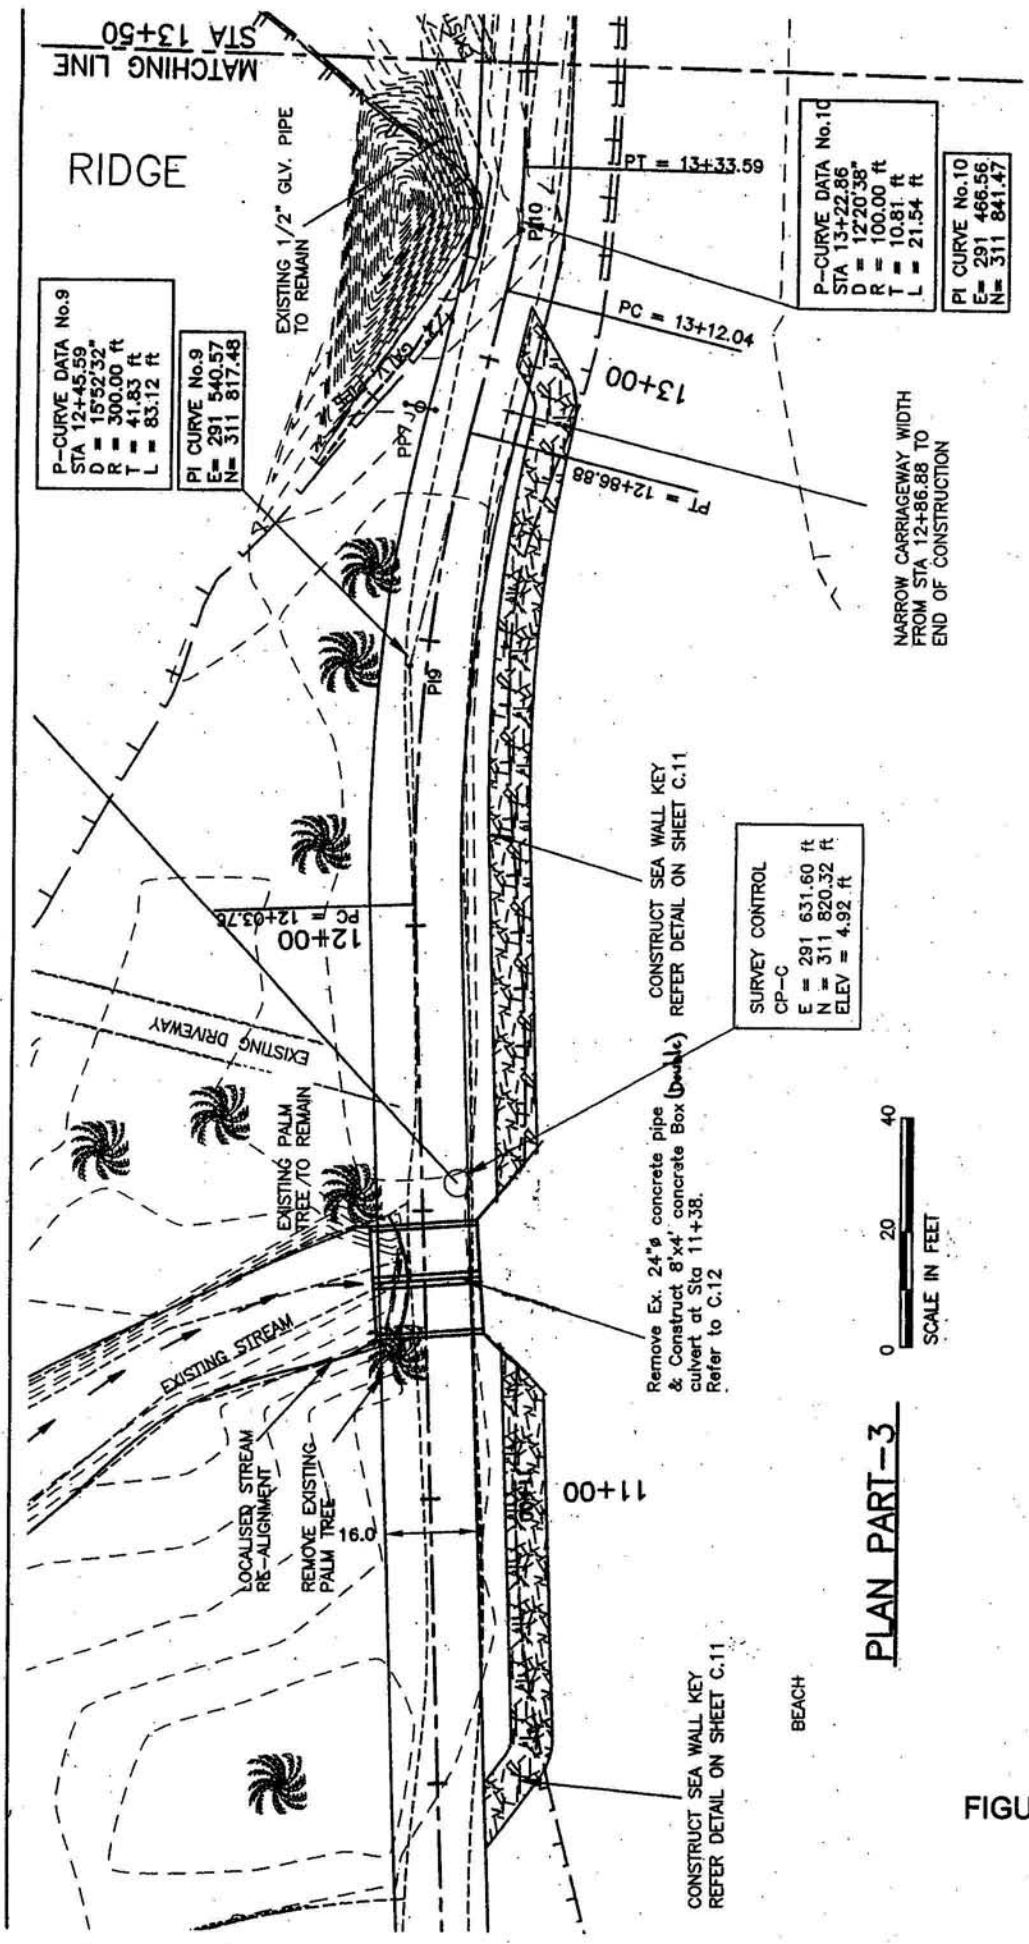 MATCHING LINE
STA 13+50
RIDGE
EXISTING 1/2" GLV. PIPE
TO REMAIN
P-CURVE DATA No.9
STA 12+45.59
D = 15°52'32"
R = 300.00 ft
T = 41.83 ft
L = 83.12 ft
PI CURVE No.9
E= 291 540.57
N= 311 817.48
PT = 13+33.59
PI10
PC = 13+12.04
13+00
P-CURVE DATA No.10
STA 13+22.86
D = 12°20'38"
R = 100.00 ft
T = 10.81 ft
L = 21.54 ft
PI CURVE No.10
E= 291 466.56
N= 311 841.47
PP7
PT = 12+86.88
NARROW CARRIAGEWAY WIDTH
FROM STA 12+86.88 TO
END OF CONSTRUCTION
PI9
PC = 12+03.76
12+00
EXISTING DRIVEWAY
EXISTING PALM
TREE TO REMAIN
CONSTRUCT SEA WALL KEY
REFER DETAIL ON SHEET C.11
SURVEY CONTROL
CP-C
E = 291 631.60 ft
N = 311 820.32 ft
ELEV = 4.92 ft
EXISTING STREAM
LOCALISED STREAM
RE-ALIGNMENT
REMOVE EXISTING
PALM TREE
16.0
Remove Ex. 24"ø concrete pipe
& Construct 8'x4' concrete Box (Double)
culvert at Sta 11+38.
Refer to C.12
11+00
0 20 40
SCALE IN FEET
PLAN PART-3
CONSTRUCT SEA WALL KEY
REFER DETAIL ON SHEET C.11
BEACH
FIGU